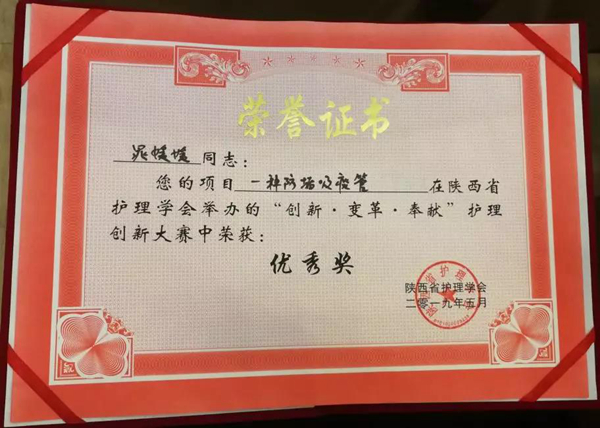 荣誉证书
同志：
您的项目一种防堵吸痰管在陕西省
护理学会举办的“创新·变革·奉献”护理
创新大赛中荣获：
优秀奖
陕西省护理学会
二零一九年五月